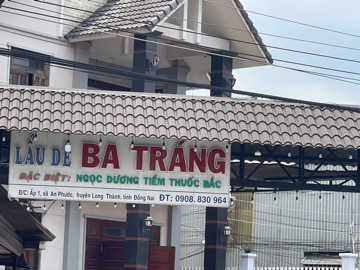 LẨU DÊ BA TRÁNG
ĐẶC BIỆT: NGỌC DƯƠNG TIỀM THUỐC BẮC
Đ/C: Ấp 1, xã An Phước, huyện Long Thành, tỉnh Đồng Nai ĐT: 0908. 830 964